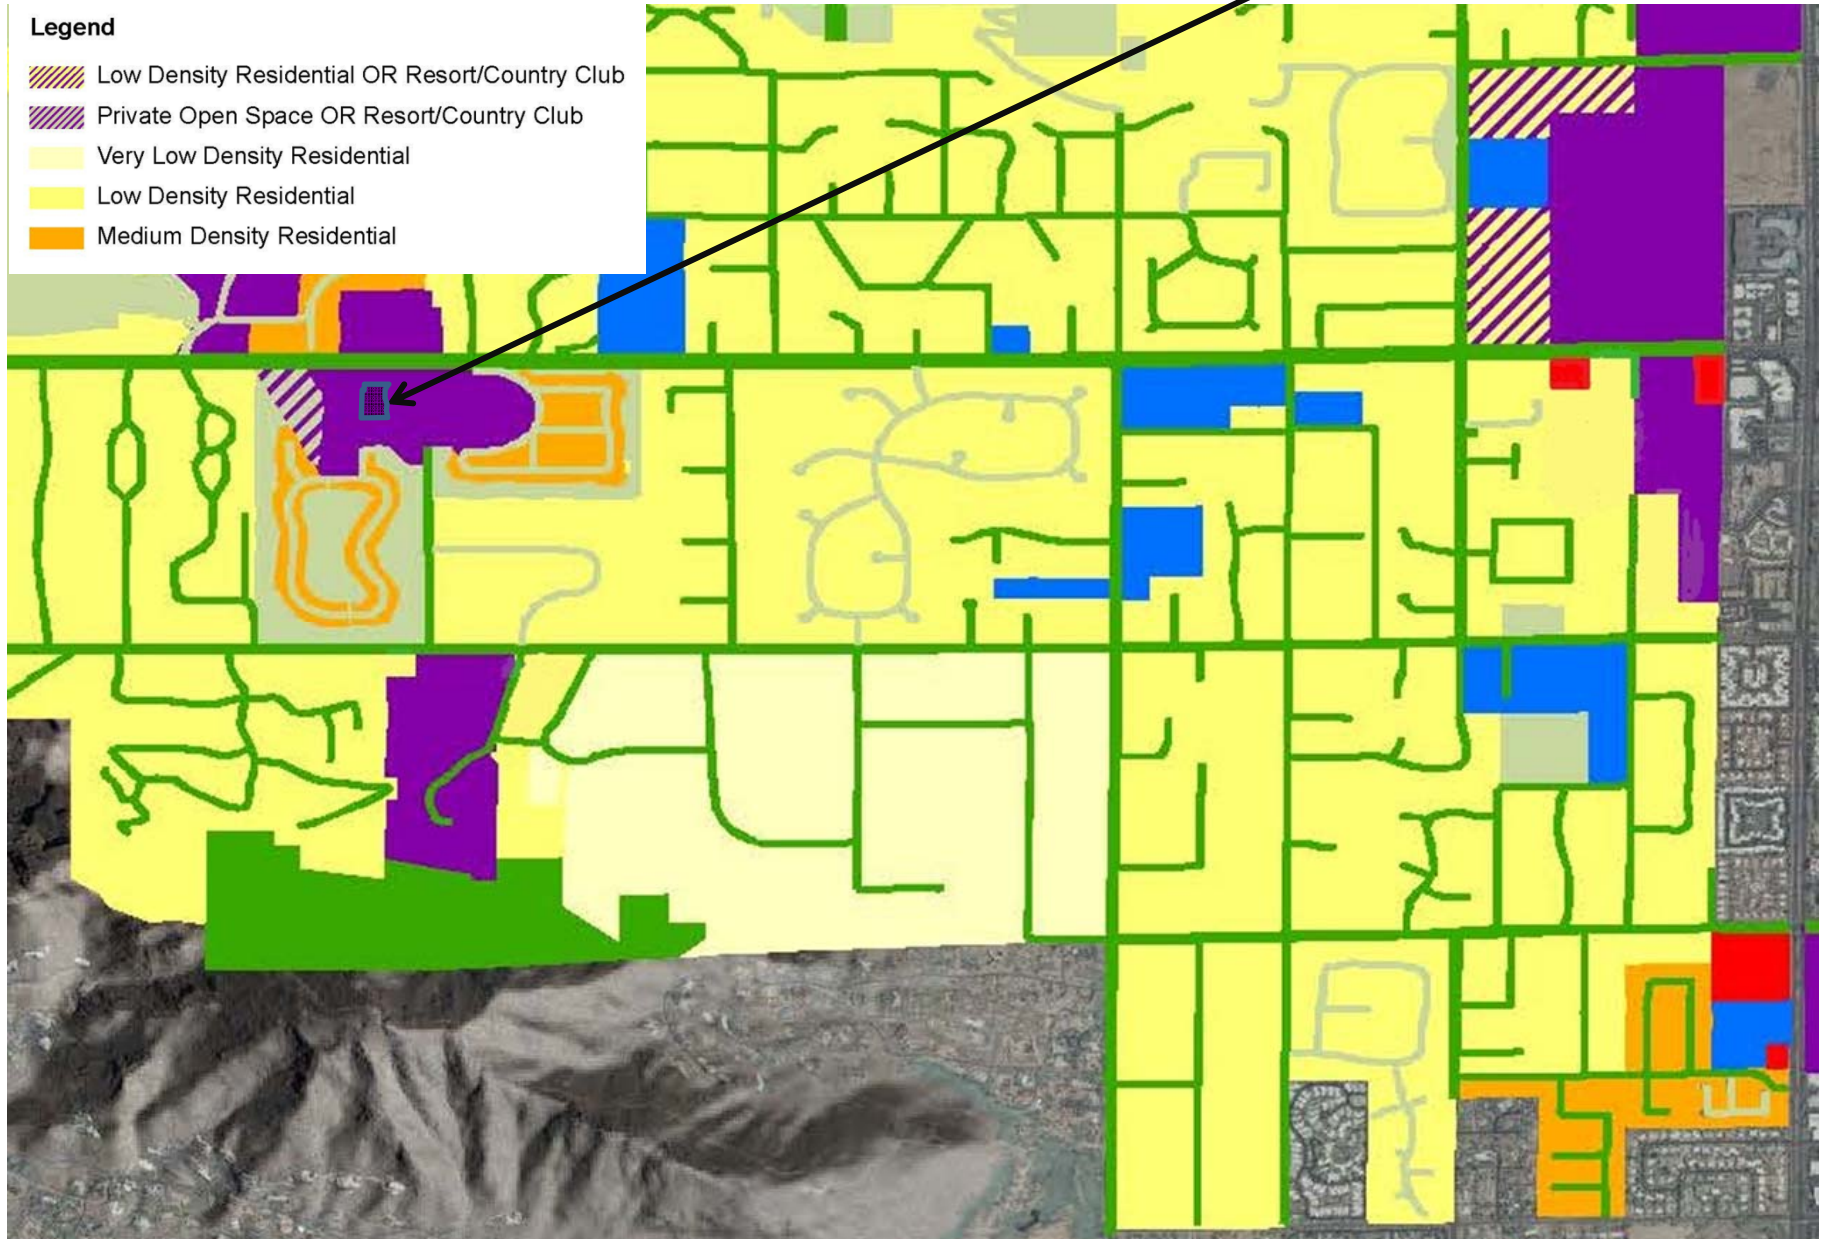 Legend
Low Density Residential OR Resort/Country Club
Private Open Space OR Resort/Country Club
Very Low Density Residential
Low Density Residential
Medium Density Residential